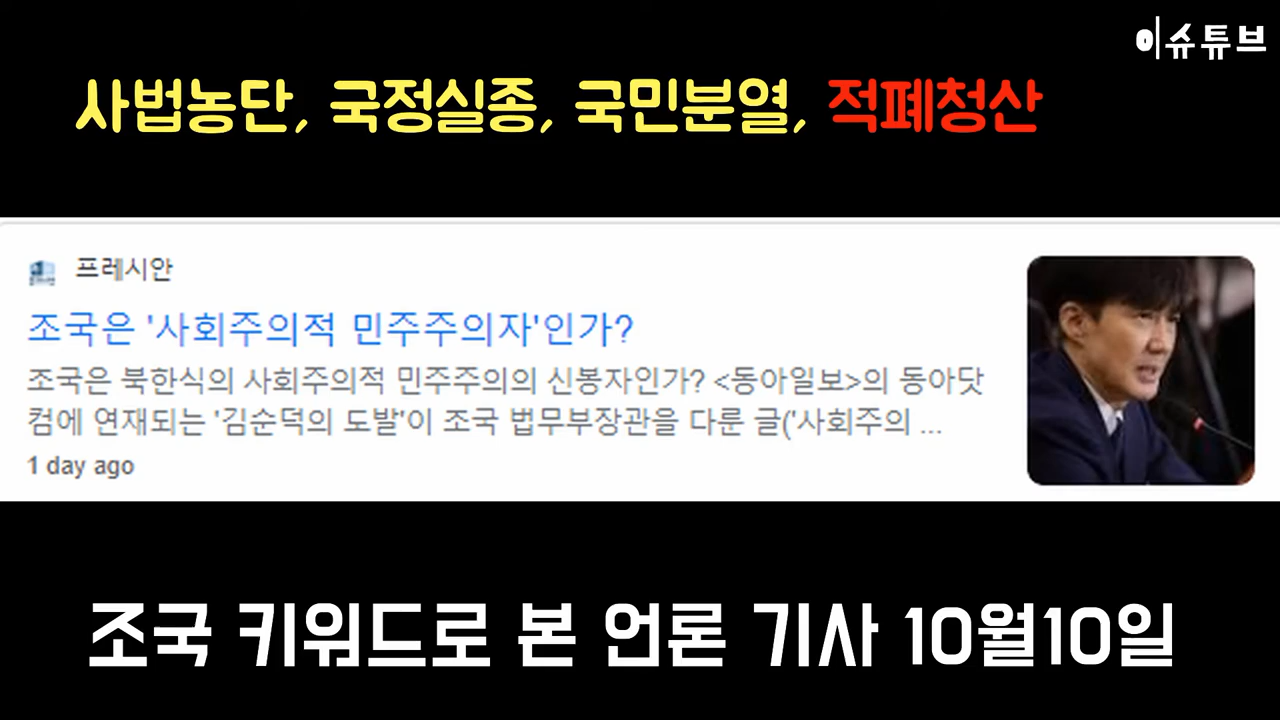 이슈튜브
사법농단, 국정실종, 국민분열, 적폐청산
프레시안
조국은 '사회주의적 민주주의자'인가?
조국은 북한식의 사회주의적 민주주의의 신봉자인가? <동아일보>의 동아닷
컴에 연재되는 '김순덕의 도발'이 조국 법무부장관을 다룬 글('사회주의 ...
1 day ago
조국 키워드로 본 언론 기사 10월10일